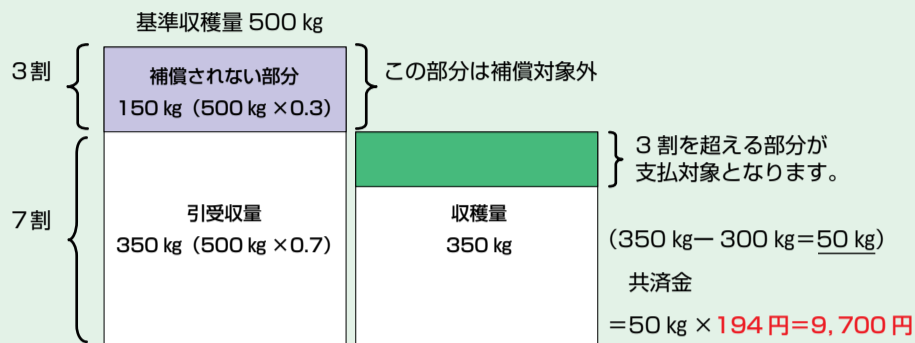 基準収穫量 500 ㎏
3割
補償されない部分
150 ㎏（500 ㎏ ×0.3）
この部分は補償対象外
3 割を超える部分が
支払対象となります。
7割
引受収量
350 ㎏（500 ㎏ ×0.7）
収穫量
350 ㎏
（350 ㎏ー 300 ㎏＝50 ㎏）
共済金
＝50 ㎏ ×194 円＝9,700 円